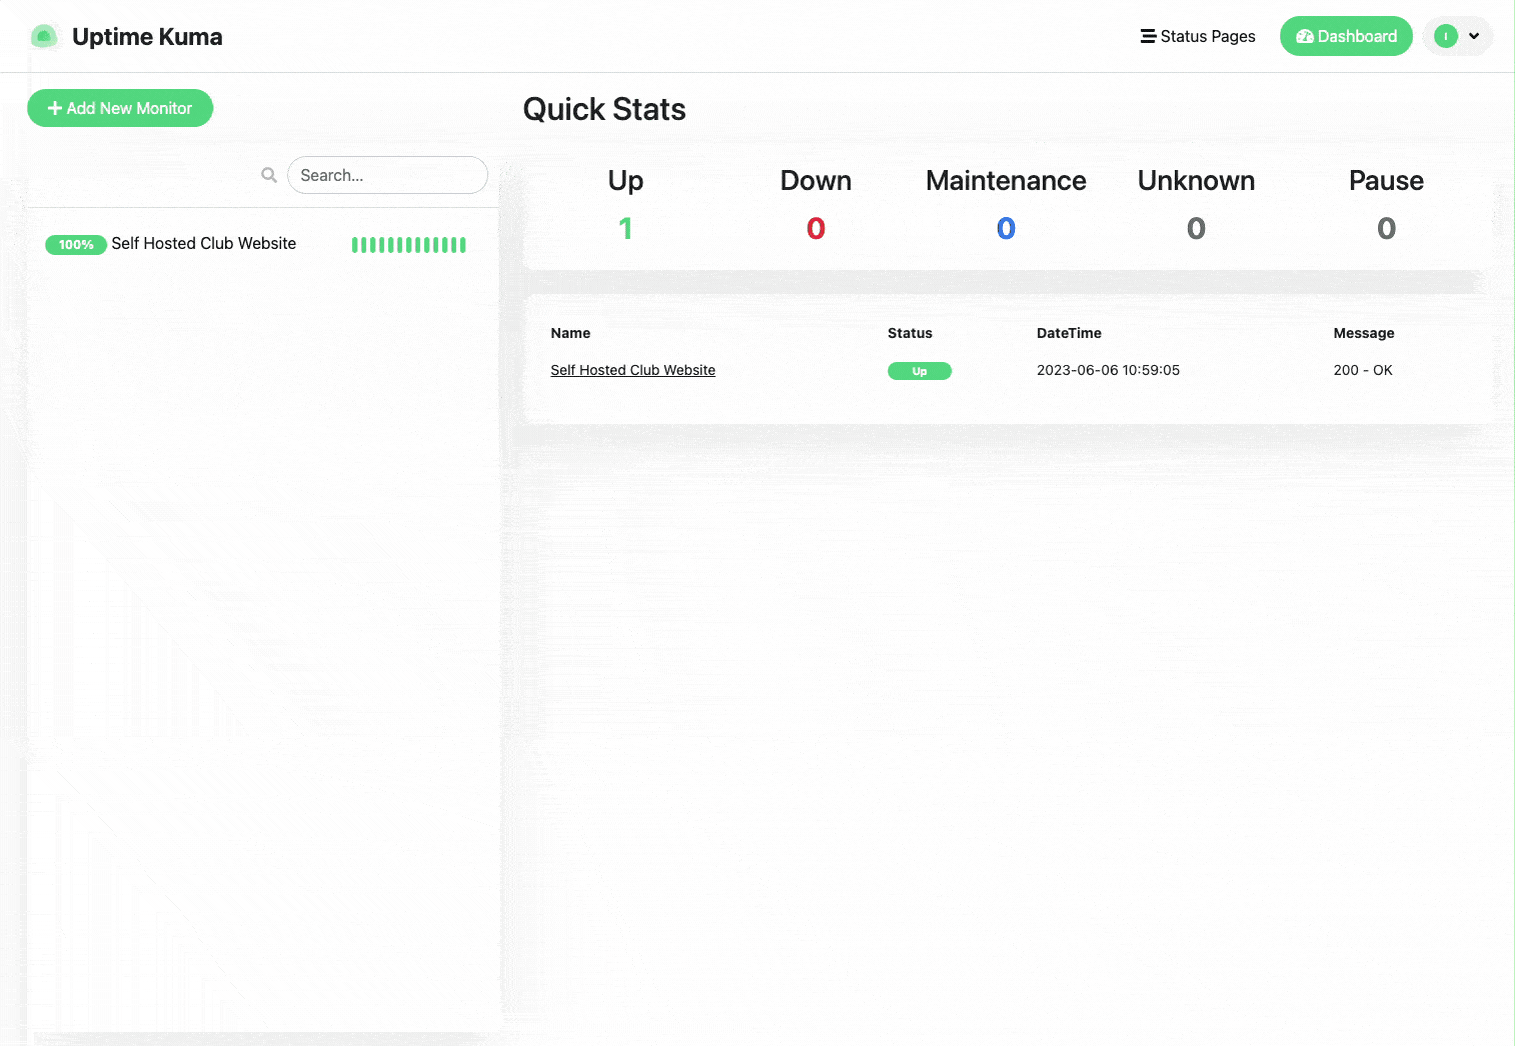 Uptime Kuma
Status Pages
Dashboard
I
Add New Monitor
Search...
100% Self Hosted Club Website
Quick Stats
Up Down Maintenance Unknown Pause
1 0 0 0 0
Name Status DateTime Message
Self Hosted Club Website Up 2023-06-06 10:59:05 200 - OK